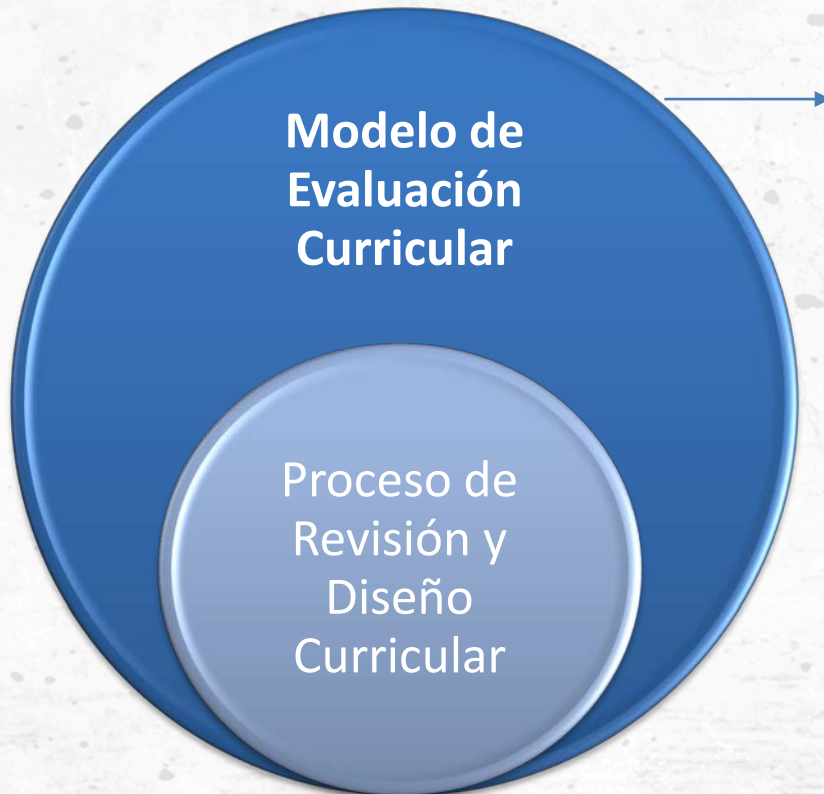 Modelo de
Evaluación
Curricular
Proceso de
Revisión y
Diseño
Curricular